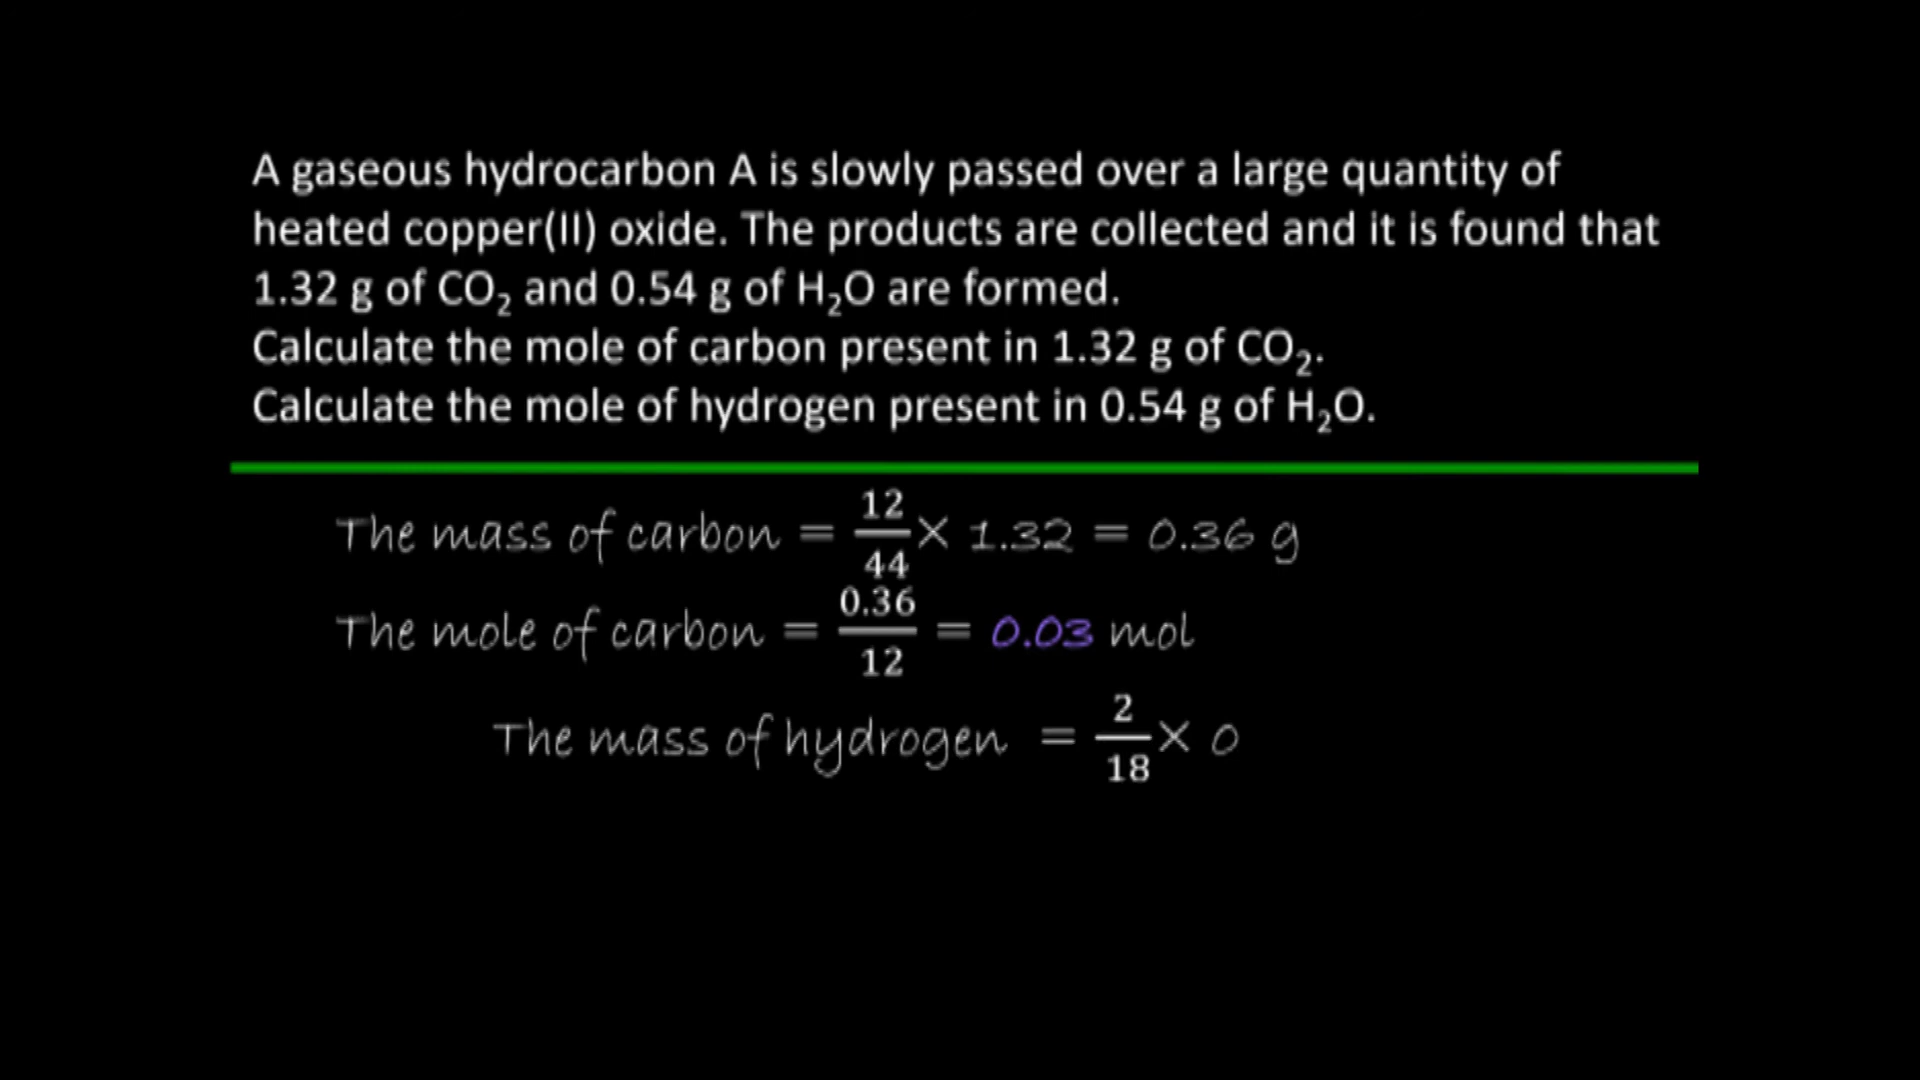 A gaseous hydrocarbon A is slowly passed over a large quantity of
heated copper(II) oxide. The products are collected and it is found that
1.32 g of CO₂ and 0.54 g of H₂O are formed.
Calculate the mole of carbon present in 1.32 g of CO₂.
Calculate the mole of hydrogen present in 0.54 g of H₂O.
The mass of carbon = 12/44 × 1.32 = 0.36 g
The mole of carbon = 0.36/12 = 0.03 mol
The mass of hydrogen = 2/18 × 0